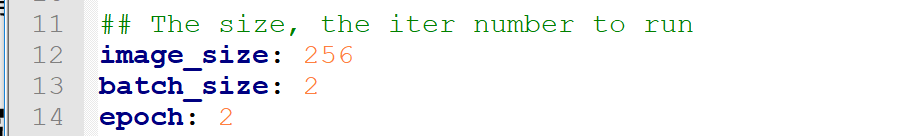 11 ## The size, the iter number to run
12 image_size: 256
13 batch_size: 2
14 epoch: 2